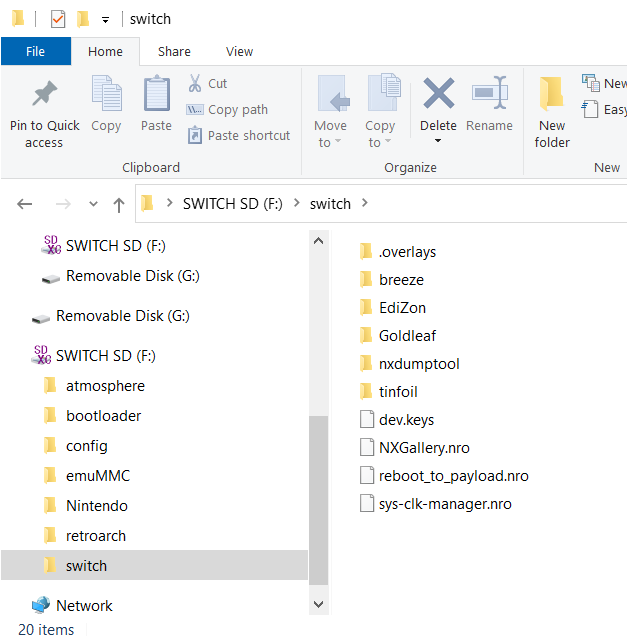 switch
File Home Share View
Pin to Quick access
Copy
Paste
Cut
Copy path
Paste shortcut
Clipboard
Move to
Copy to
Delete
Rename
Organize
New folder
New
Easy
New
SWITCH SD (F:) switch
SWITCH SD (F:)
Removable Disk (G:)
Removable Disk (G:)
SWITCH SD (F:)
atmosphere
bootloader
config
emuMMC
Nintendo
retroarch
switch
Network
.overlays
breeze
EdiZon
Goldleaf
nxdumptool
tinfoil
dev.keys
NXGallery.nro
reboot_to_payload.nro
sys-clk-manager.nro
20 items